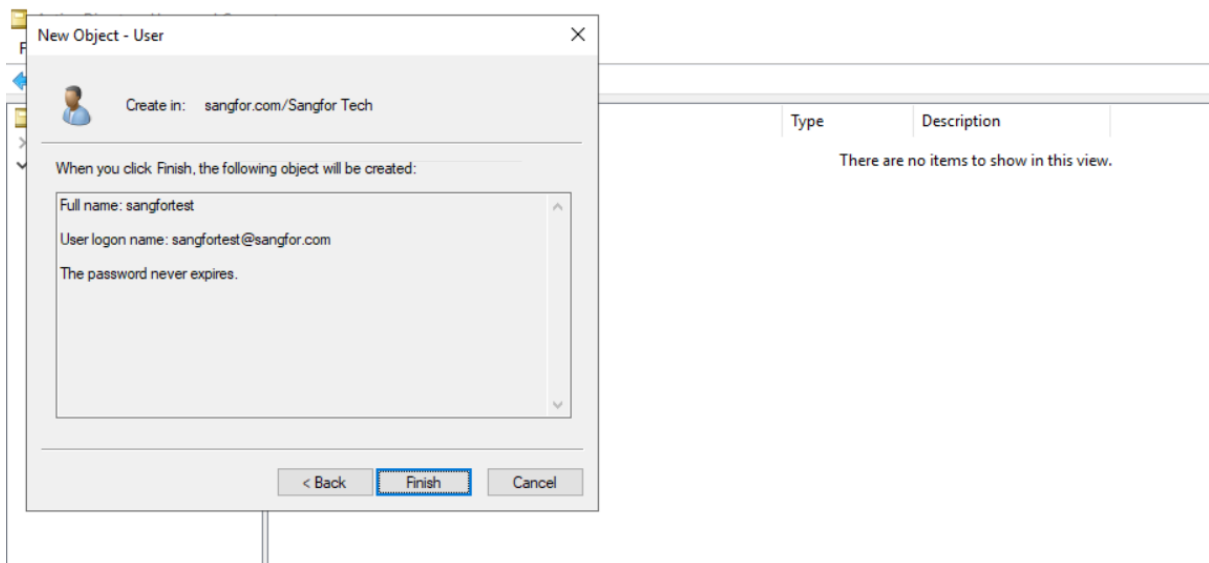 New Object - User
Create in: sangfor.com/Sangfor Tech
When you click Finish, the following object will be created:
Full name: sangfortest
User logon name: sangfortest@sangfor.com
The password never expires.
< Back
Finish
Cancel
Type
Description
There are no items to show in this view.